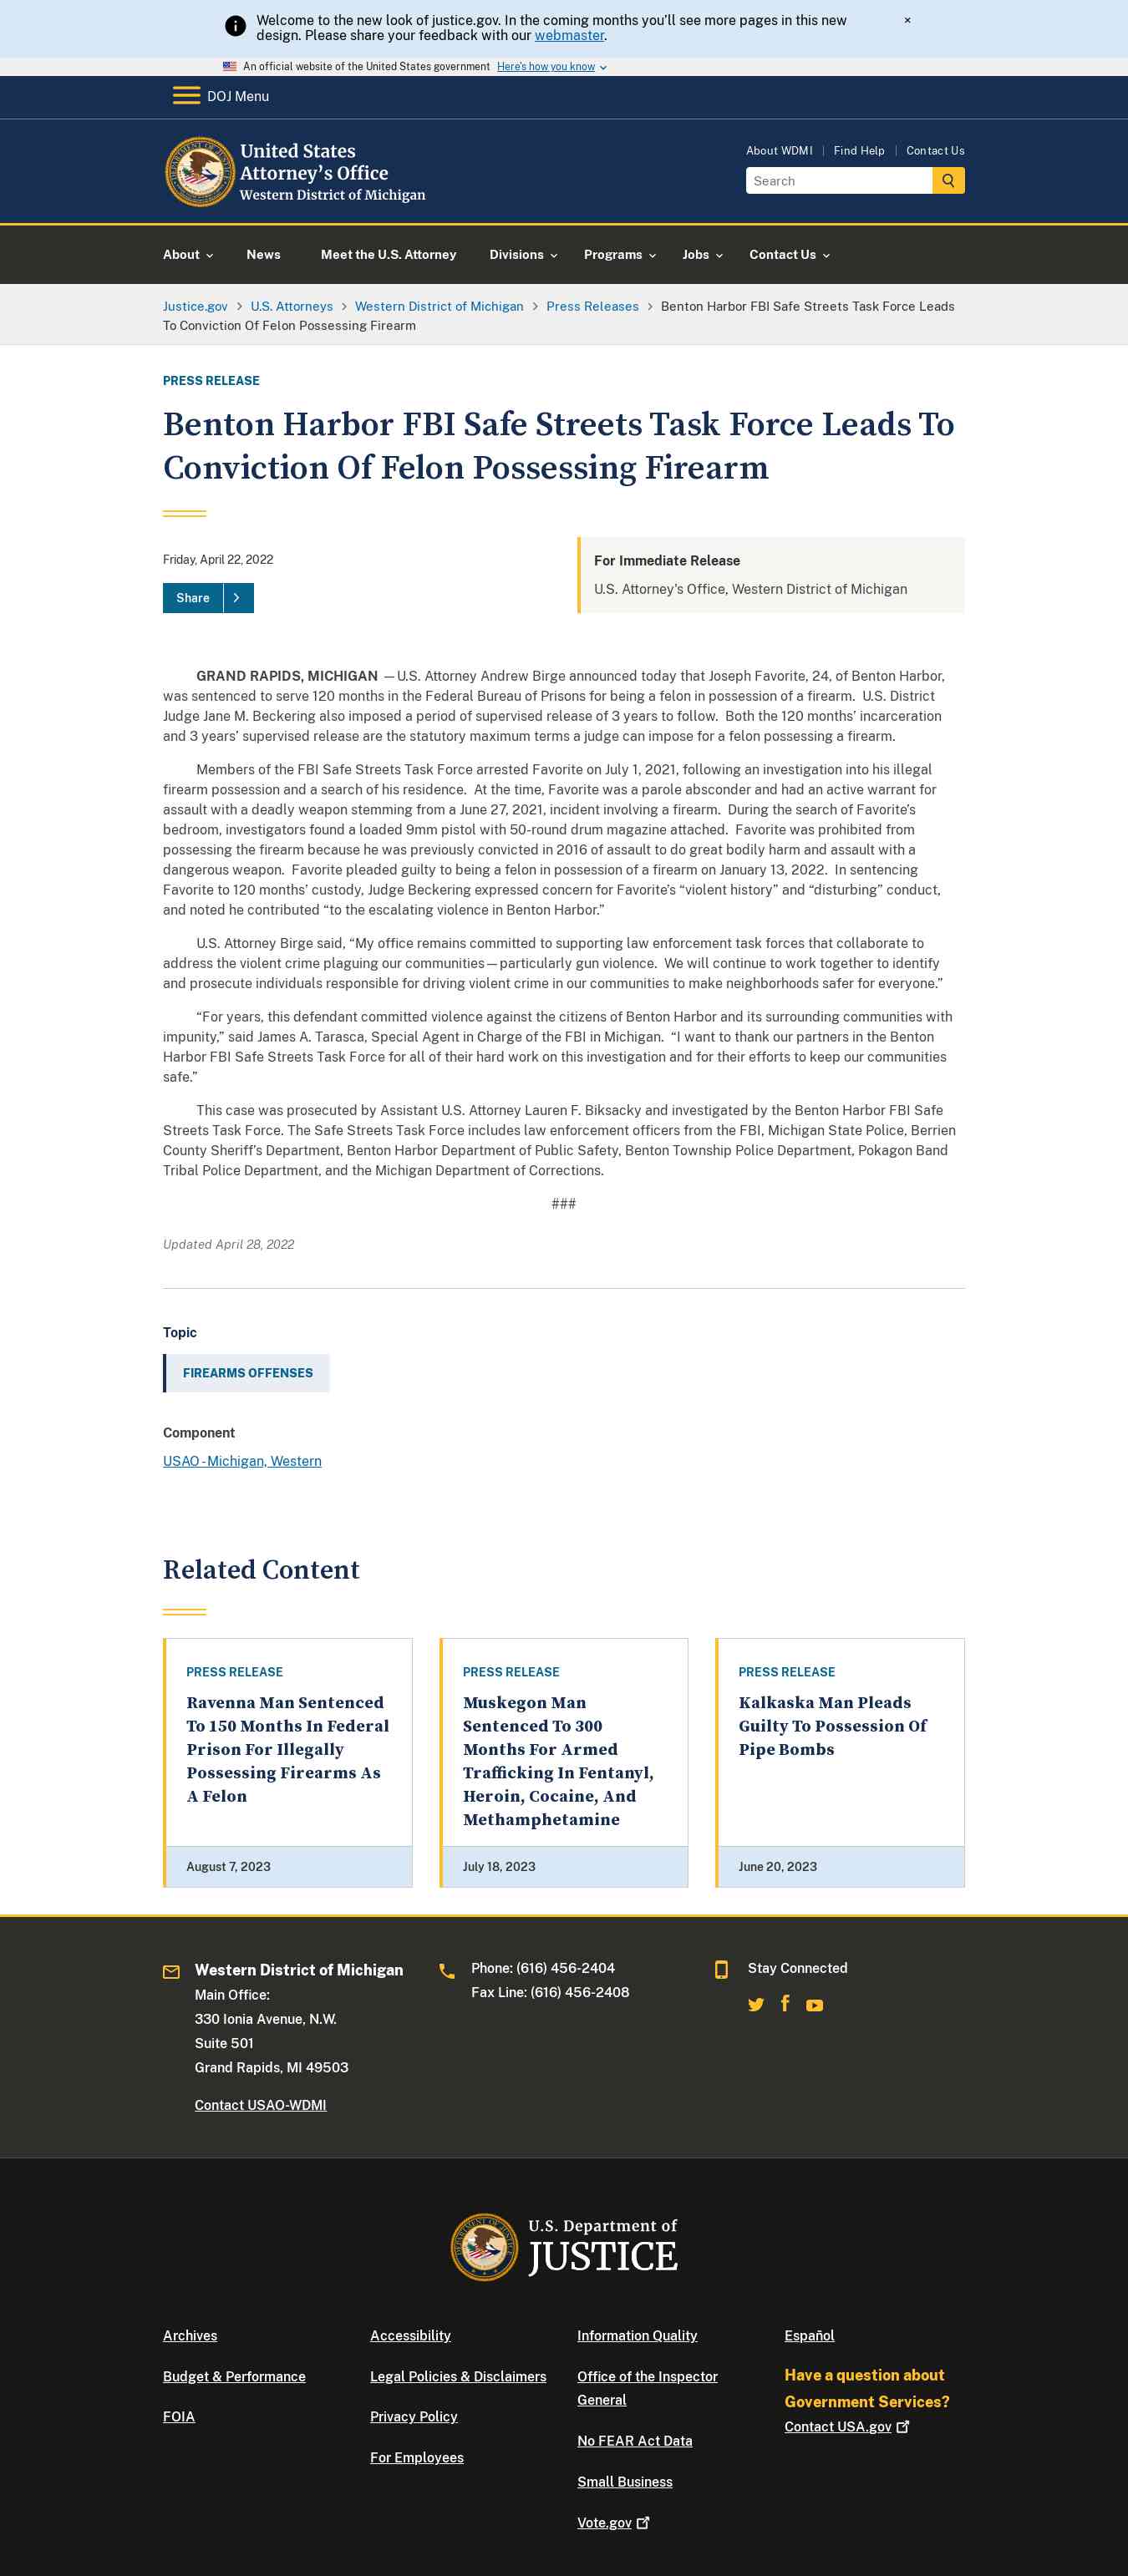 Welcome to the new look of justice.gov. In the coming months you'll see more pages in this new
design. Please share your feedback with our webmaster.
×
An official website of the United States government Here's how you know
DOJ Menu
United States
Attorney's Office
Western District of Michigan
About WDMI | Find Help | Contact Us
Search
About News Meet the U.S. Attorney Divisions Programs Jobs Contact Us
Justice.gov > U.S. Attorneys > Western District of Michigan > Press Releases > Benton Harbor FBI Safe Streets Task Force Leads
To Conviction Of Felon Possessing Firearm
PRESS RELEASE
Benton Harbor FBI Safe Streets Task Force Leads To
Conviction Of Felon Possessing Firearm
Friday, April 22, 2022
Share >
For Immediate Release
U.S. Attorney's Office, Western District of Michigan
GRAND RAPIDS, MICHIGAN — U.S. Attorney Andrew Birge announced today that Joseph Favorite, 24, of Benton Harbor,
was sentenced to serve 120 months in the Federal Bureau of Prisons for being a felon in possession of a firearm. U.S. District
Judge Jane M. Beckering also imposed a period of supervised release of 3 years to follow. Both the 120 months' incarceration
and 3 years' supervised release are the statutory maximum terms a judge can impose for a felon possessing a firearm.
Members of the FBI Safe Streets Task Force arrested Favorite on July 1, 2021, following an investigation into his illegal
firearm possession and a search of his residence. At the time, Favorite was a parole absconder and had an active warrant for
assault with a deadly weapon stemming from a June 27, 2021, incident involving a firearm. During the search of Favorite's
bedroom, investigators found a loaded 9mm pistol with 50-round drum magazine attached. Favorite was prohibited from
possessing the firearm because he was previously convicted in 2016 of assault to do great bodily harm and assault with a
dangerous weapon. Favorite pleaded guilty to being a felon in possession of a firearm on January 13, 2022. In sentencing
Favorite to 120 months' custody, Judge Beckering expressed concern for Favorite's “violent history” and “disturbing” conduct,
and noted he contributed “to the escalating violence in Benton Harbor.”
U.S. Attorney Birge said, “My office remains committed to supporting law enforcement task forces that collaborate to
address the violent crime plaguing our communities—particularly gun violence. We will continue to work together to identify
and prosecute individuals responsible for driving violent crime in our communities to make neighborhoods safer for everyone.”
“For years, this defendant committed violence against the citizens of Benton Harbor and its surrounding communities with
impunity,” said James A. Tarasca, Special Agent in Charge of the FBI in Michigan. “I want to thank our partners in the Benton
Harbor FBI Safe Streets Task Force for all of their hard work on this investigation and for their efforts to keep our communities
safe.”
This case was prosecuted by Assistant U.S. Attorney Lauren F. Biksacky and investigated by the Benton Harbor FBI Safe
Streets Task Force. The Safe Streets Task Force includes law enforcement officers from the FBI, Michigan State Police, Berrien
County Sheriff's Department, Benton Harbor Department of Public Safety, Benton Township Police Department, Pokagon Band
Tribal Police Department, and the Michigan Department of Corrections.
###
Updated April 28, 2022
Topic
FIREARMS OFFENSES
Component
USAO - Michigan, Western
Related Content
PRESS RELEASE
Ravenna Man Sentenced
To 150 Months In Federal
Prison For Illegally
Possessing Firearms As
A Felon
August 7, 2023
PRESS RELEASE
Muskegon Man
Sentenced To 300
Months For Armed
Trafficking In Fentanyl,
Heroin, Cocaine, And
Methamphetamine
July 18, 2023
PRESS RELEASE
Kalkaska Man Pleads
Guilty To Possession Of
Pipe Bombs
June 20, 2023
Western District of Michigan
Main Office:
330 Ionia Avenue, N.W.
Suite 501
Grand Rapids, MI 49503
Contact USAO-WDMI
Phone: (616) 456-2404
Fax Line: (616) 456-2408
Stay Connected
U.S. Department of
JUSTICE
Archives
Budget & Performance
FOIA
Accessibility
Legal Policies & Disclaimers
Privacy Policy
For Employees
Information Quality
Office of the Inspector
General
No FEAR Act Data
Small Business
Vote.gov
Español
Have a question about
Government Services?
Contact USA.gov